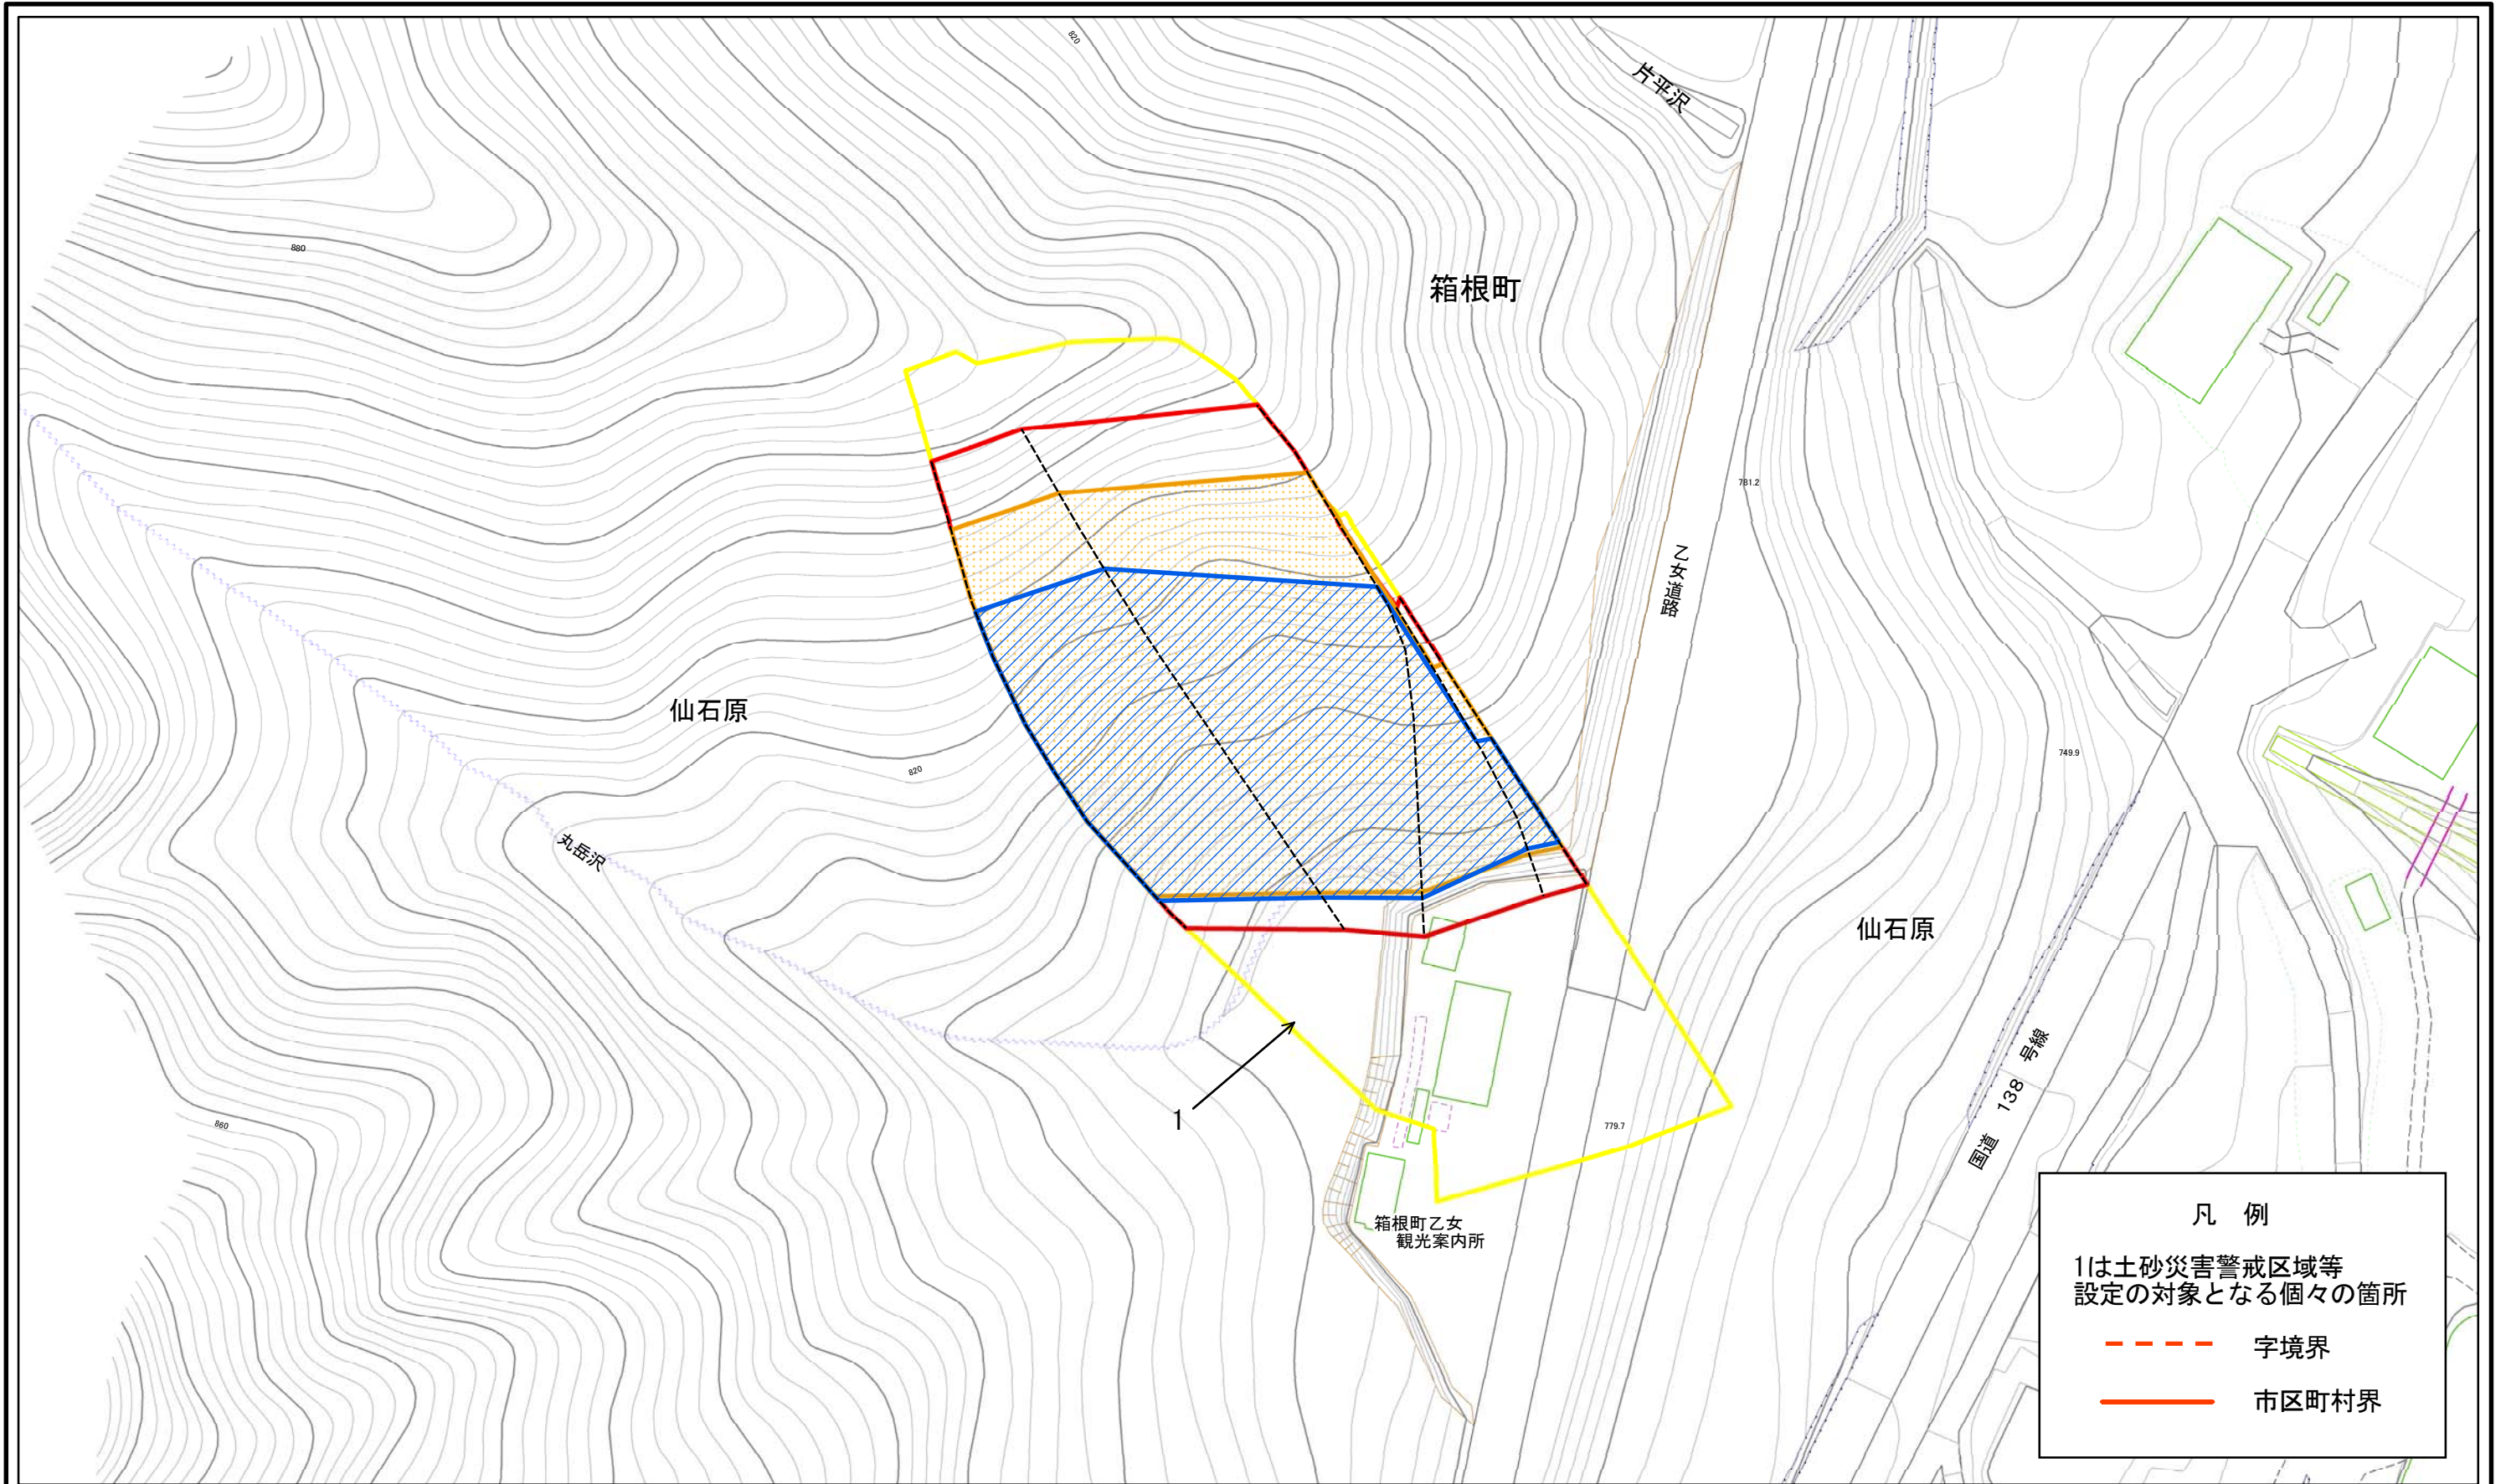 820
片平沢
880
箱根町
781.2
乙女道路
仙石原
749.9
820
丸岳沢
仙石原
国道 138 号線
1
860
779.7
箱根町乙女
観光案内所
凡 例
1は土砂災害警戒区域等
設定の対象となる個々の箇所
字境界
市区町村界